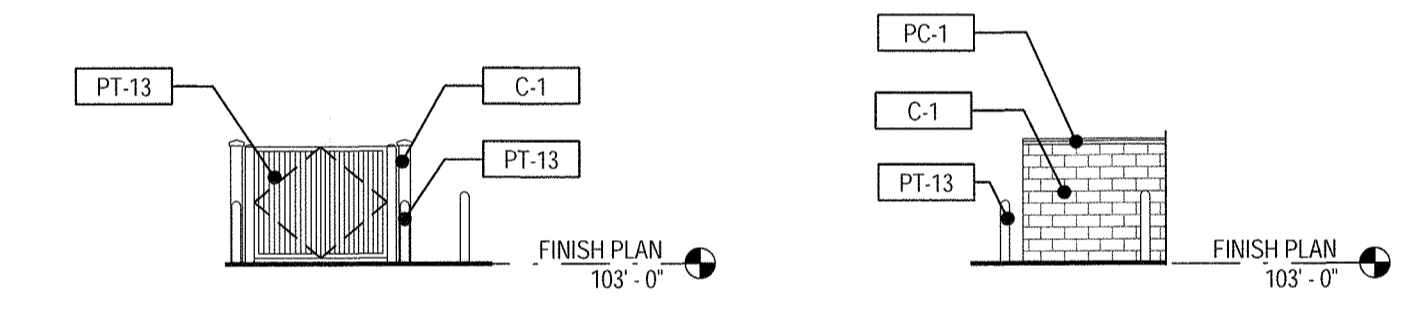 PT-13
C-1
PT-13
FINISH PLAN
103' - 0"
PC-1
C-1
PT-13
FINISH PLAN
103' - 0"